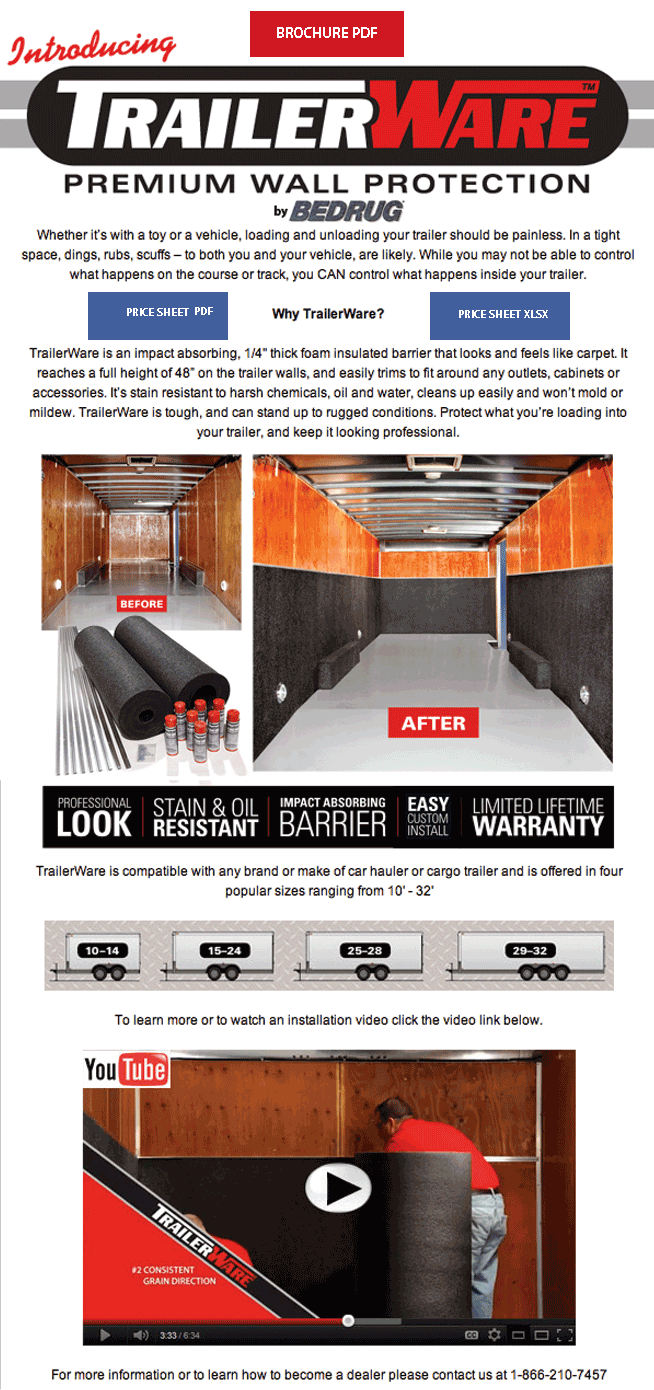 BROCHURE PDF
Introducing
TRAILERWARE™
PREMIUM WALL PROTECTION
by BEDRUG
Whether it's with a toy or a vehicle, loading and unloading your trailer should be painless. In a tight
space, dings, rubs, scuffs – to both you and your vehicle, are likely. While you may not be able to control
what happens on the course or track, you CAN control what happens inside your trailer.
PRICE SHEET PDF
Why TrailerWare?
PRICE SHEET XLSX
TrailerWare is an impact absorbing, 1/4" thick foam insulated barrier that looks and feels like carpet. It
reaches a full height of 48” on the trailer walls, and easily trims to fit around any outlets, cabinets or
accessories. It's stain resistant to harsh chemicals, oil and water, cleans up easily and won't mold or
mildew. TrailerWare is tough, and can stand up to rugged conditions. Protect what you're loading into
your trailer, and keep it looking professional.
BEFORE
AFTER
PROFESSIONAL
LOOK
STAIN & OIL
RESISTANT
IMPACT ABSORBING
BARRIER
EASY
CUSTOM
INSTALL
LIMITED LIFETIME
WARRANTY
TrailerWare is compatible with any brand or make of car hauler or cargo trailer and is offered in four
popular sizes ranging from 10' - 32'
10–14
15–24
25–28
29–32
To learn more or to watch an installation video click the video link below.
YouTube
TRAILERWARE
#2 CONSISTENT
GRAIN DIRECTION
3:33 / 6:34
CC
For more information or to learn how to become a dealer please contact us at 1-866-210-7457